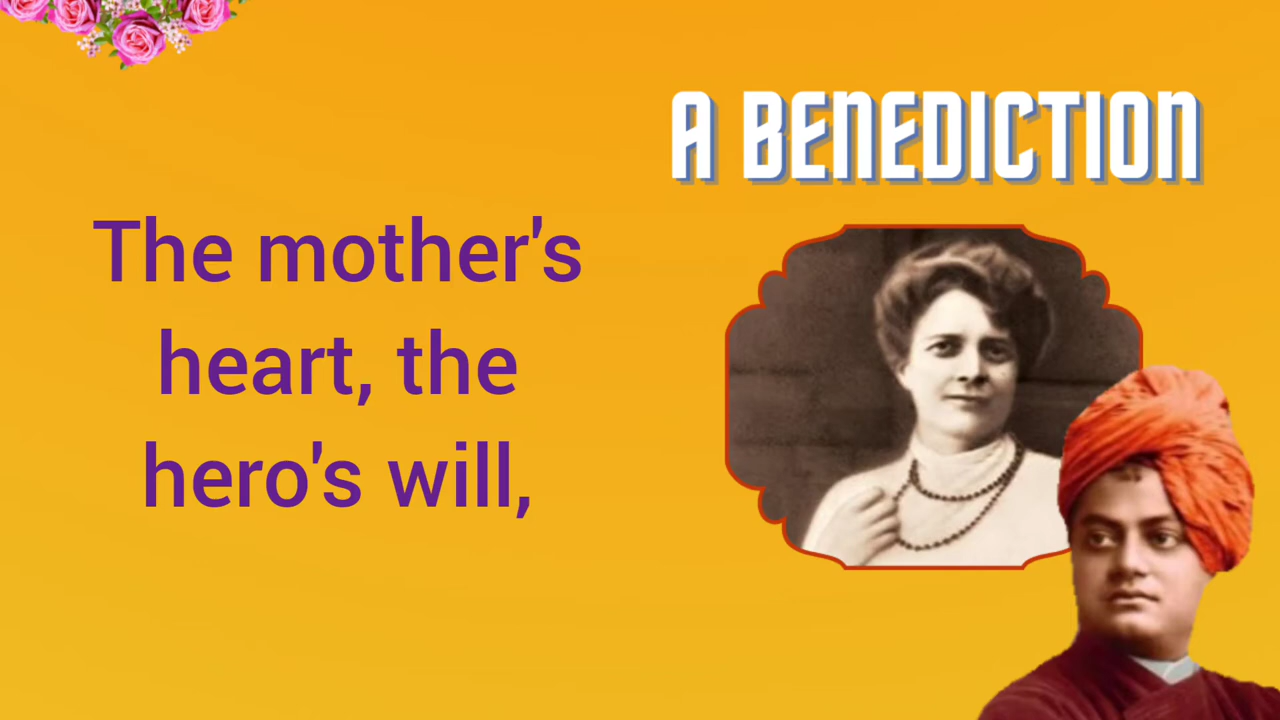 A BENEDICTION
The mother's
heart, the
hero's will,